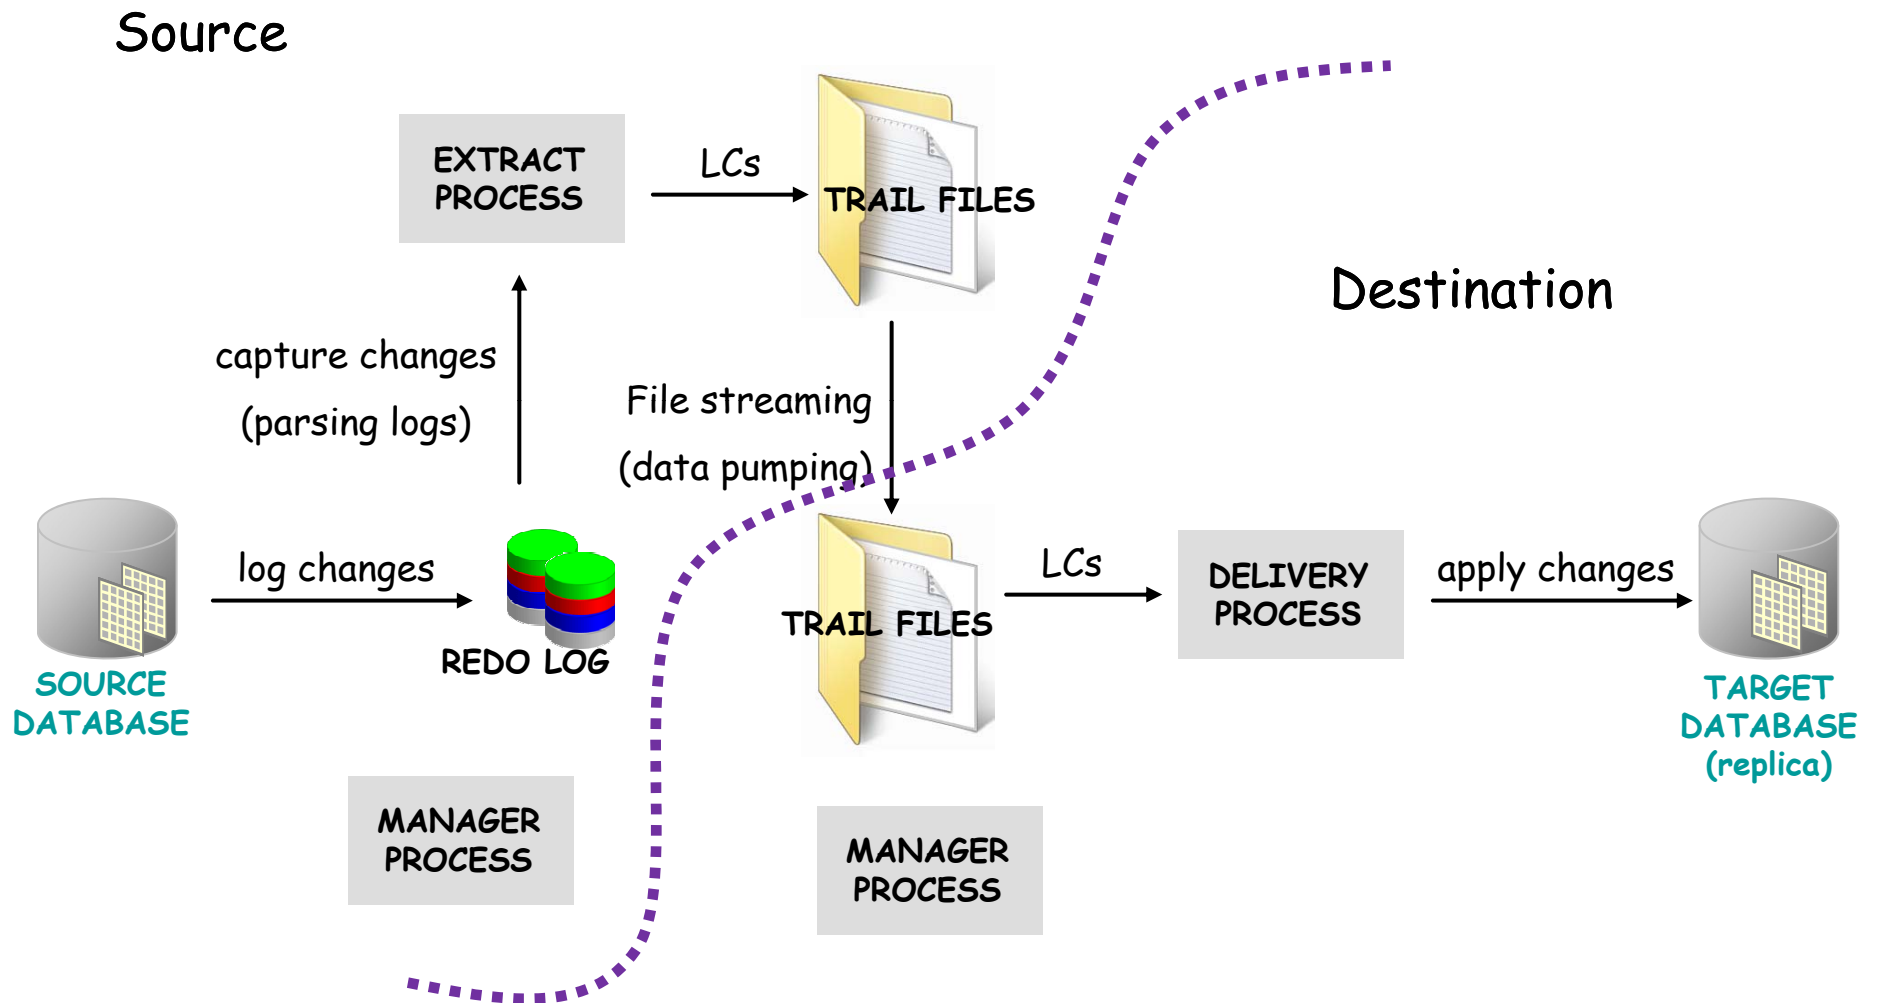 Source
EXTRACT
PROCESS
LCs
TRAIL FILES
Destination
capture changes
(parsing logs)
File streaming
(data pumping)
log changes
REDO LOG
SOURCE
DATABASE
TRAIL FILES
LCs
DELIVERY
PROCESS
apply changes
TARGET
DATABASE
(replica)
MANAGER
PROCESS
MANAGER
PROCESS